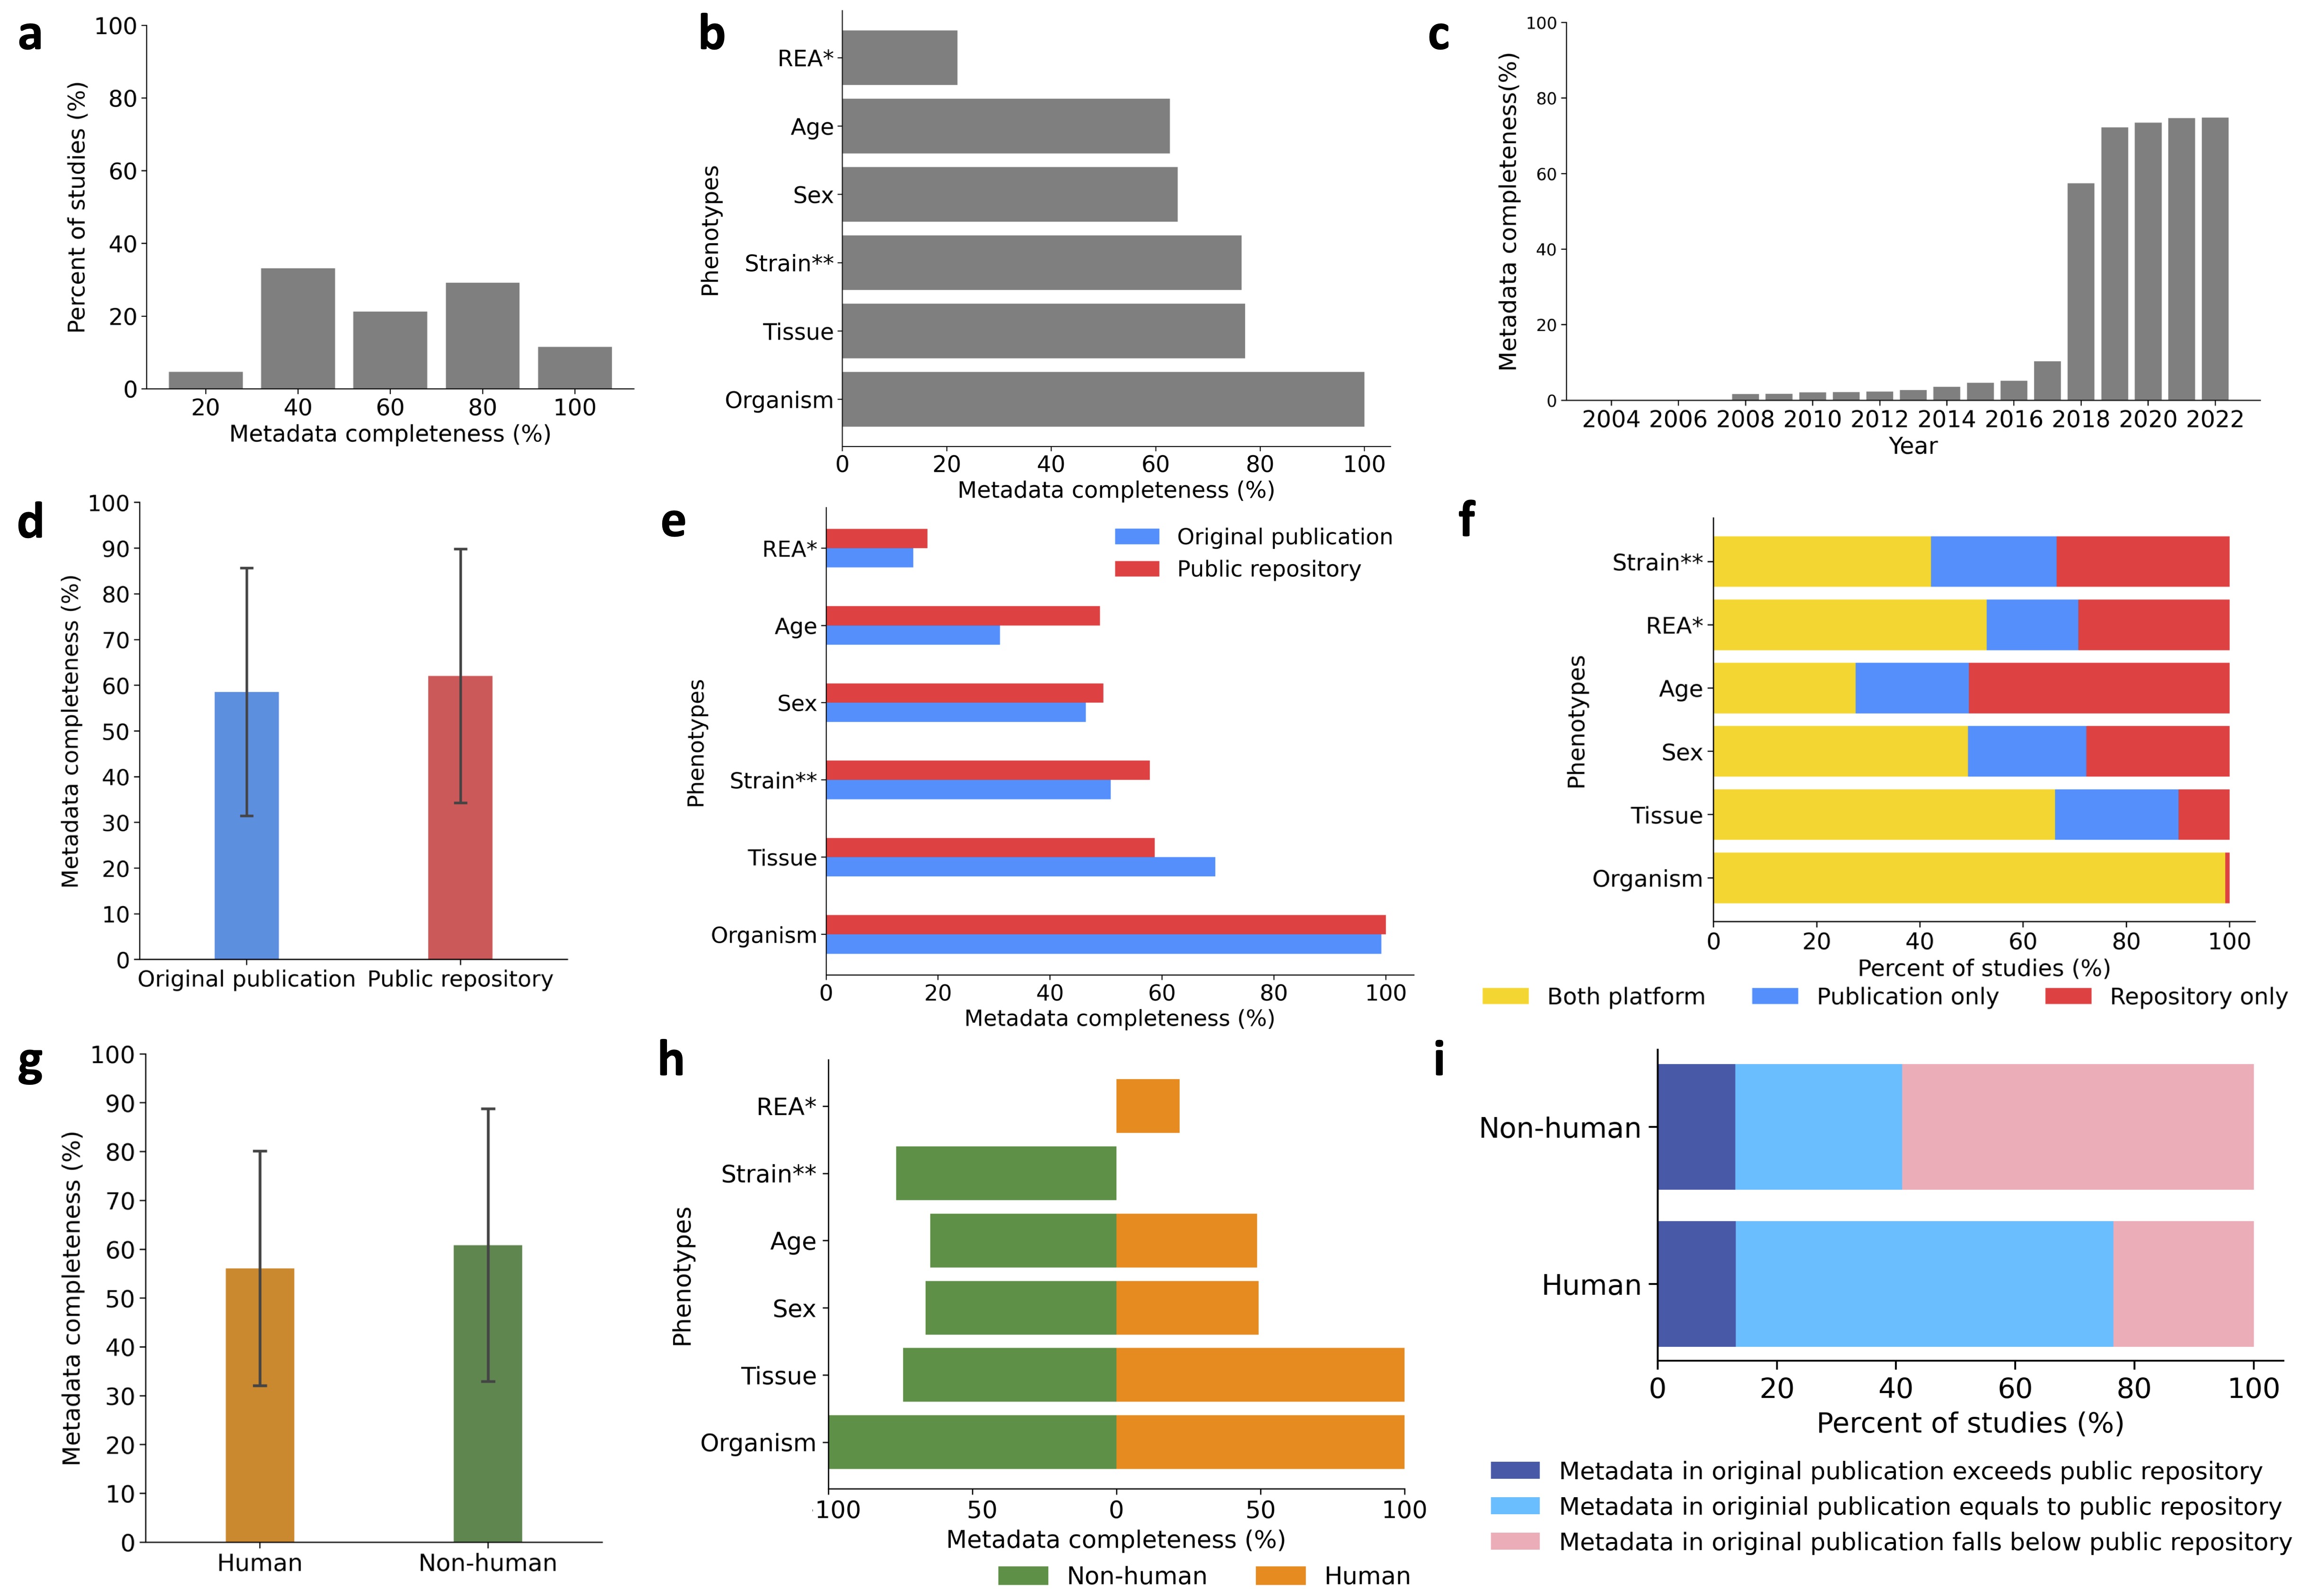 a
100
80
60
40
20
0
Percent of studies (%)
20 40 60 80 100
Metadata completeness (%)
b
REA*
Age
Sex
Strain**
Tissue
Organism
Phenotypes
0 20 40 60 80 100
Metadata completeness (%)
c
100
80
60
40
20
0
Metadata completeness(%)
2004 2006 2008 2010 2012 2014 2016 2018 2020 2022
Year
d
100
90
80
70
60
50
40
30
20
10
0
Metadata completeness (%)
Original publication Public repository
e
Original publication
Public repository
REA*
Age
Sex
Strain**
Tissue
Organism
Phenotypes
0 20 40 60 80 100
Metadata completeness (%)
f
Strain**
REA*
Age
Sex
Tissue
Organism
Phenotypes
0 20 40 60 80 100
Percent of studies (%)
Both platform Publication only Repository only
g
100
90
80
70
60
50
40
30
20
10
0
Metadata completeness (%)
Human Non-human
h
REA*
Strain**
Age
Sex
Tissue
Organism
Phenotypes
100 50 0 50 100
Metadata completeness (%)
Non-human Human
i
Non-human
Human
0 20 40 60 80 100
Percent of studies (%)
Metadata in original publication exceeds public repository
Metadata in originial publication equals to public repository
Metadata in original publication falls below public repository